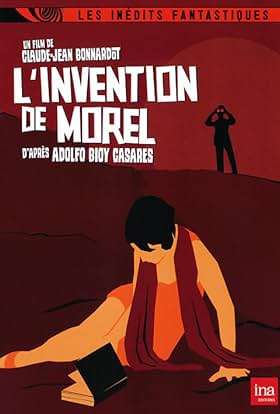 LES INÉDITS FANTASTIQUES
UN FILM DE
CLAUDE-JEAN BONNARDOT
L'INVENTION
DE MOREL
D'APRÈS ADOLFO BIOY CASARES
ina
ÉDITIONS